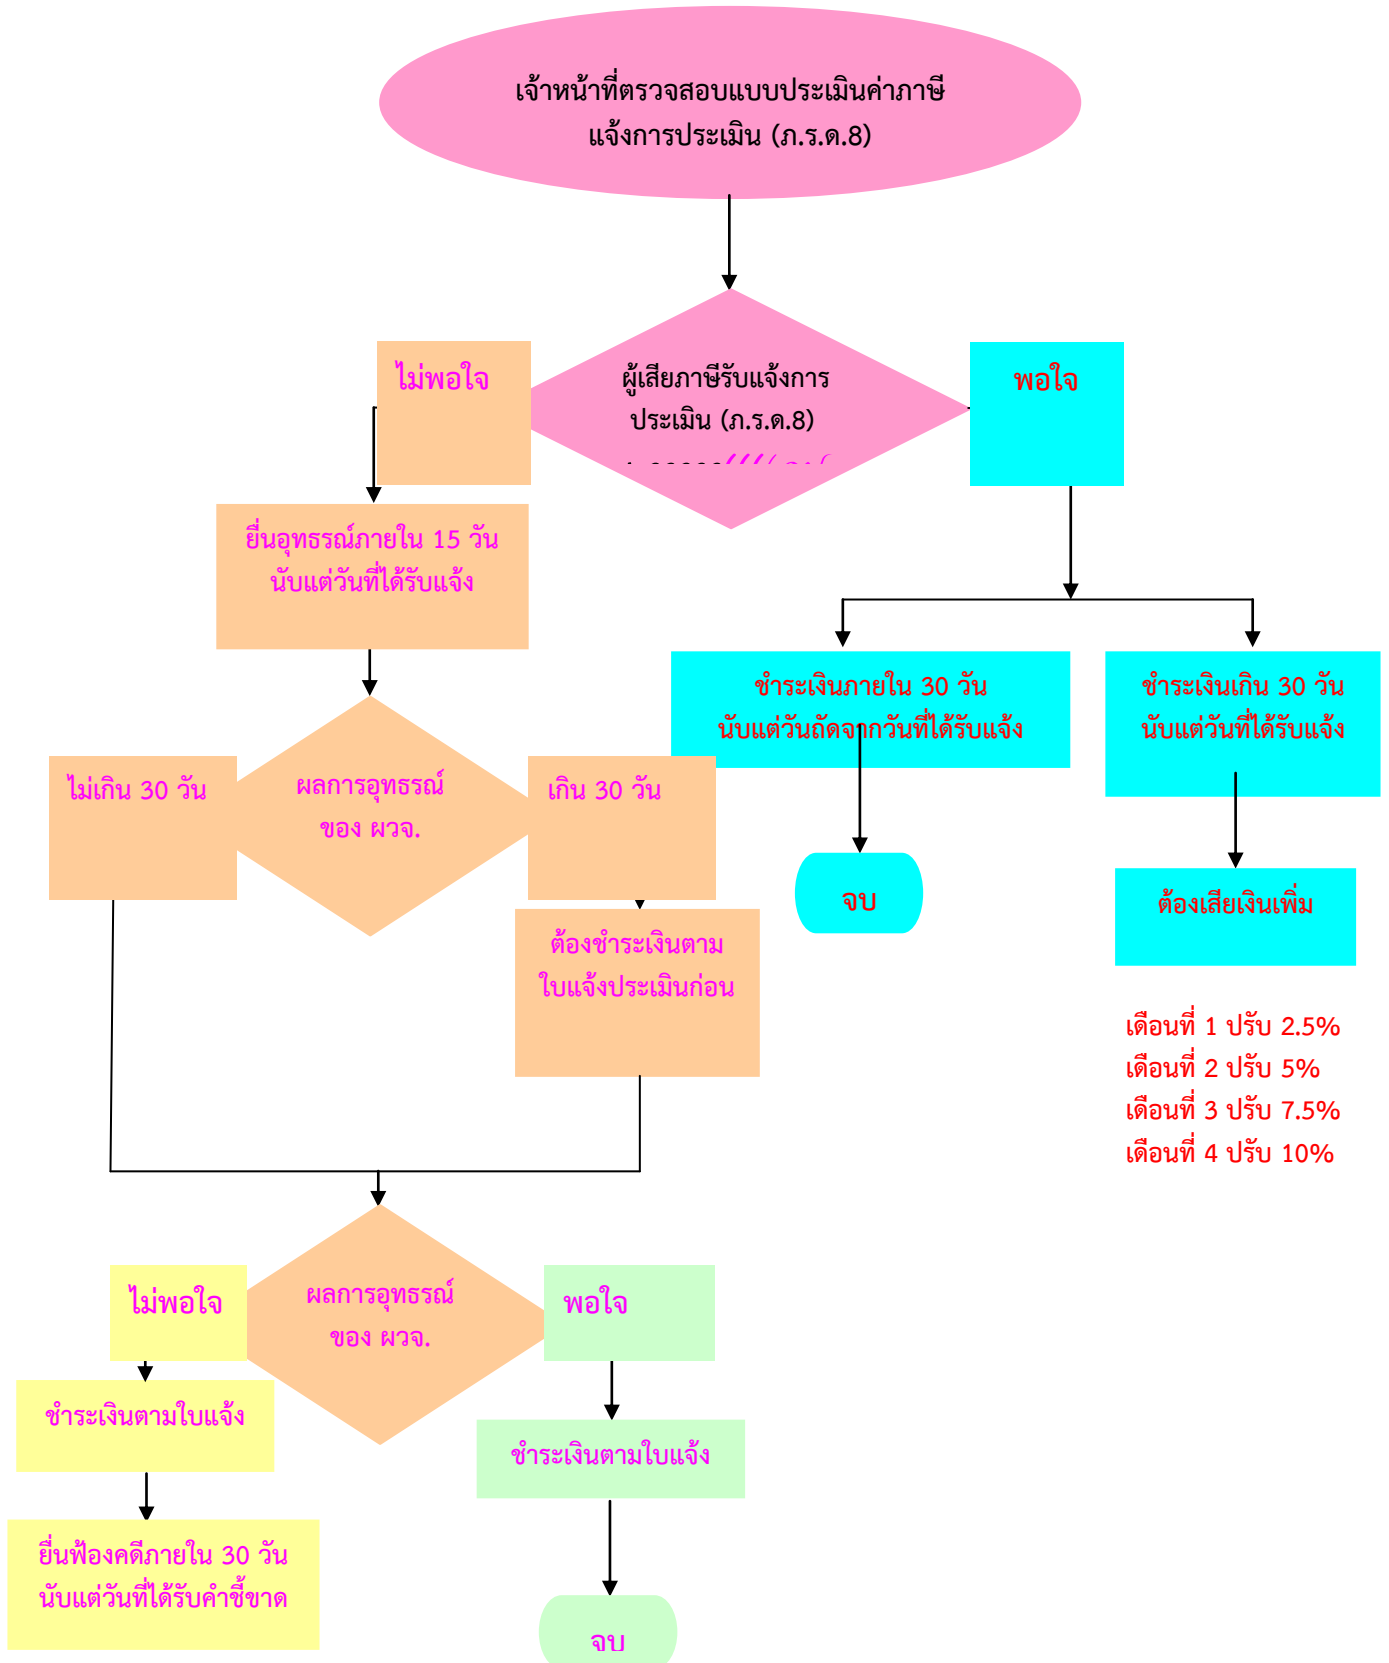 เจ้าหน้าที่ตรวจสอบแบบประเมินค่าภาษี
แจ้งการประเมิน (ภ.ร.ด.8)
ผู้เสียภาษีรับแจ้งการ
ประเมิน (ภ.ร.ด.8)
ไม่พอใจ
พอใจ
ยื่นอุทธรณ์ภายใน 15 วัน
นับแต่วันที่ได้รับแจ้ง
ชำระเงินภายใน 30 วัน
นับแต่วันถัดจากวันที่ได้รับแจ้ง
ชำระเงินเกิน 30 วัน
นับแต่วันที่ได้รับแจ้ง
ไม่เกิน 30 วัน
ผลการอุทธรณ์
ของ ผวจ.
เกิน 30 วัน
จบ
ต้องเสียเงินเพิ่ม
ต้องชำระเงินตาม
ใบแจ้งประเมินก่อน
เดือนที่ 1 ปรับ 2.5%
เดือนที่ 2 ปรับ 5%
เดือนที่ 3 ปรับ 7.5%
เดือนที่ 4 ปรับ 10%
ไม่พอใจ
ผลการอุทธรณ์
ของ ผวจ.
พอใจ
ชำระเงินตามใบแจ้ง
ชำระเงินตามใบแจ้ง
ยื่นฟ้องคดีภายใน 30 วัน
นับแต่วันที่ได้รับคำชี้ขาด
จบ